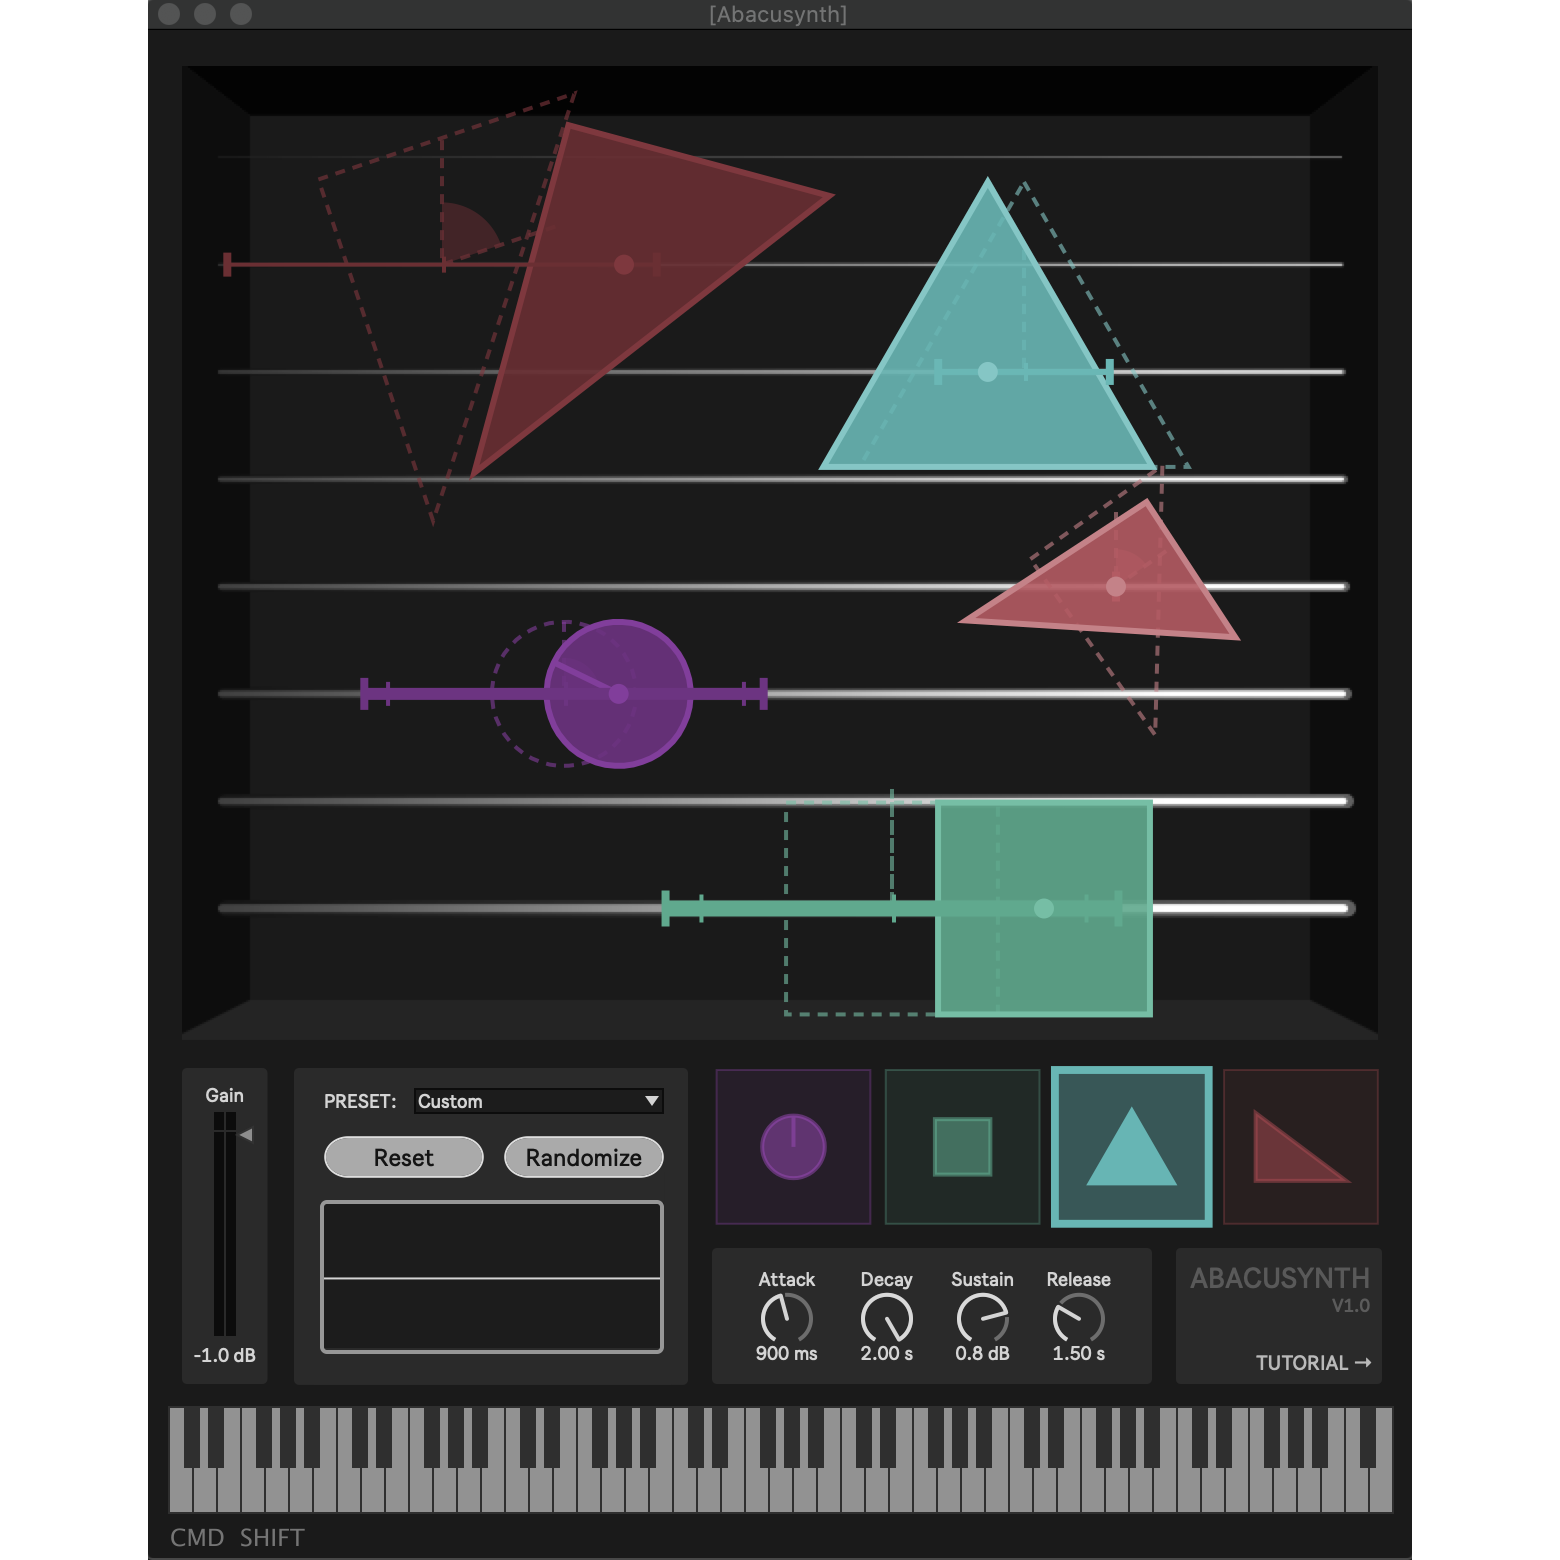 [Abacusynth]
Gain
-1.0 dB
PRESET: Custom
Reset Randomize
Attack Decay Sustain Release
900 ms 2.00 s 0.8 dB 1.50 s
ABACUSYNTH
V1.0
TUTORIAL →
CMD SHIFT